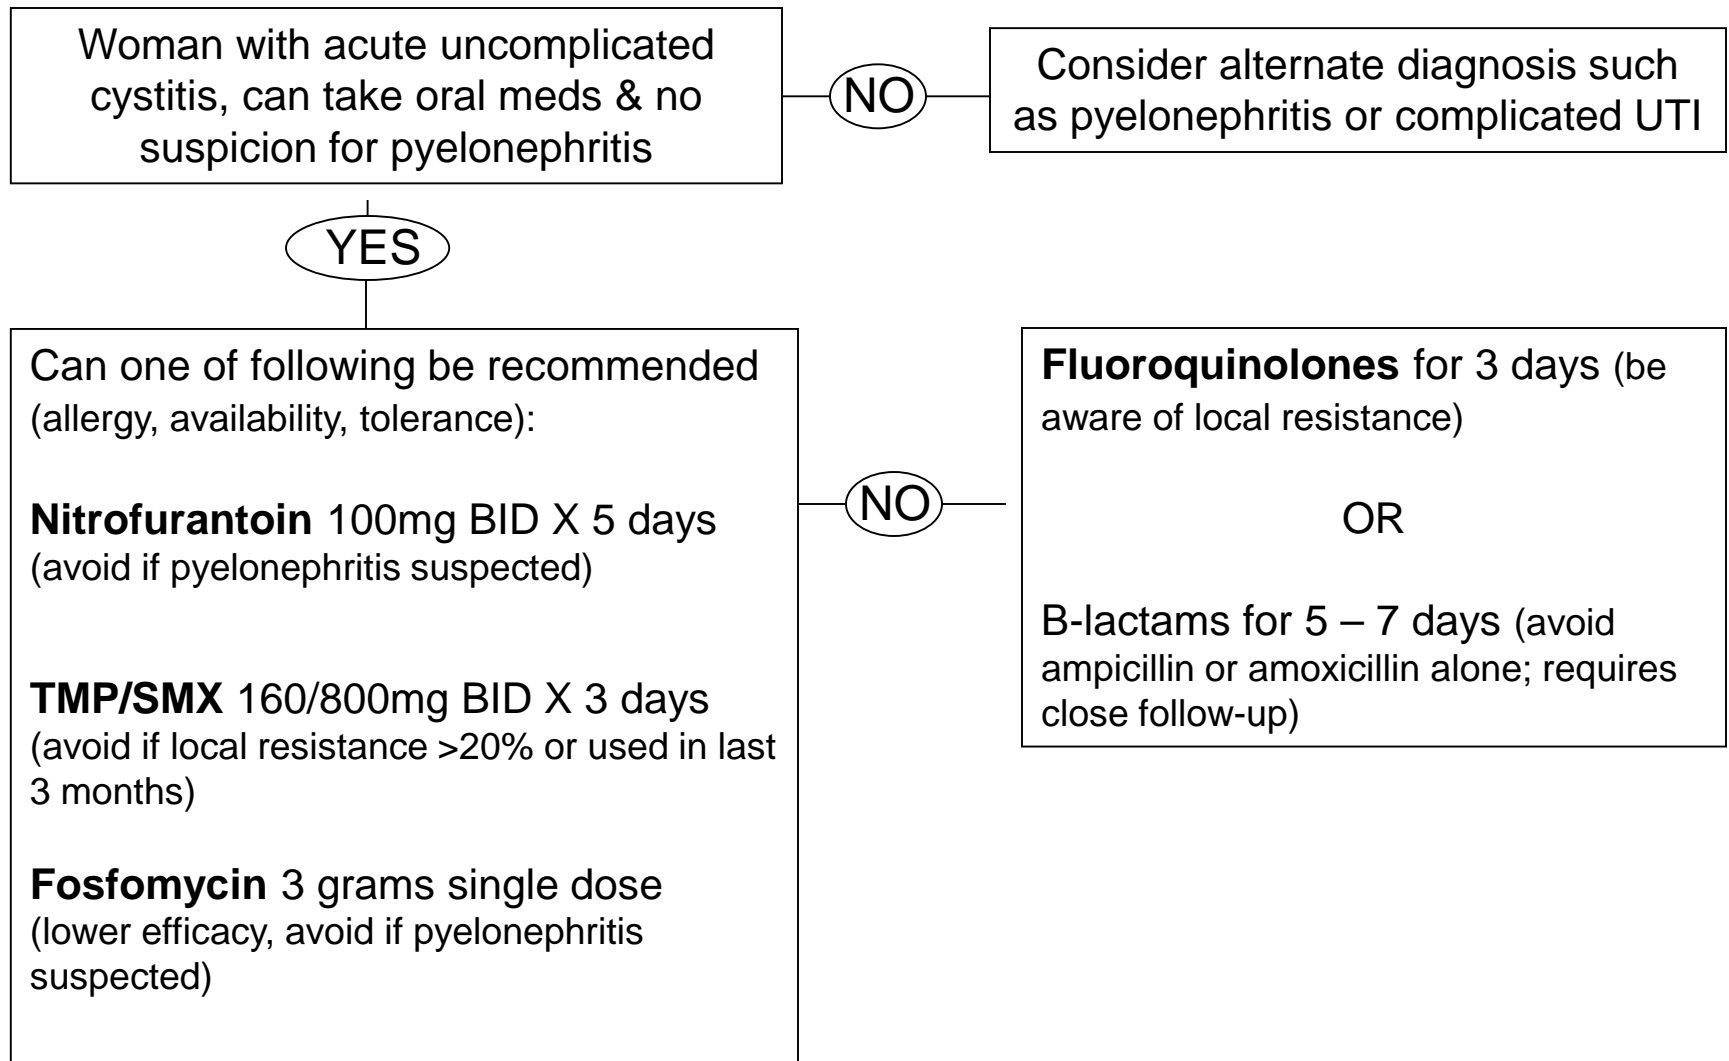 Woman with acute uncomplicated
cystitis, can take oral meds & no
suspicion for pyelonephritis
NO
Consider alternate diagnosis such
as pyelonephritis or complicated UTI
YES
Can one of following be recommended
(allergy, availability, tolerance):
Nitrofurantoin 100mg BID X 5 days
(avoid if pyelonephritis suspected)
TMP/SMX 160/800mg BID X 3 days
(avoid if local resistance >20% or used in last
3 months)
Fosfomycin 3 grams single dose
(lower efficacy, avoid if pyelonephritis
suspected)
NO
Fluoroquinolones for 3 days (be
aware of local resistance)
OR
B-lactams for 5 – 7 days (avoid
ampicillin or amoxicillin alone; requires
close follow-up)